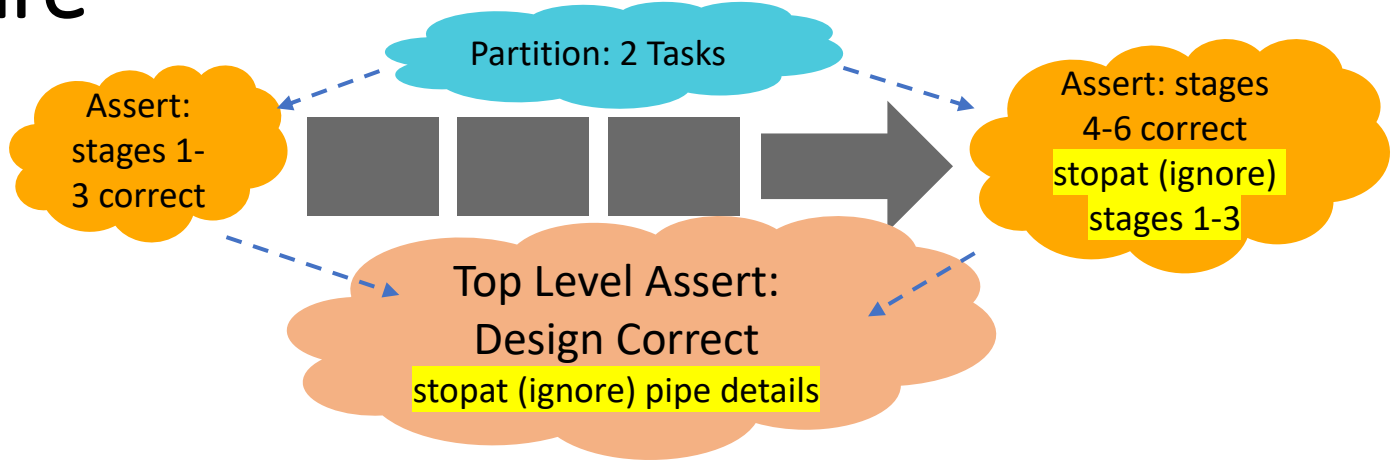 Partition: 2 Tasks
Assert:
stages 1-
3 correct
Assert: stages
4-6 correct
stopat (ignore)
stages 1-3
Top Level Assert:
Design Correct
stopat (ignore) pipe details